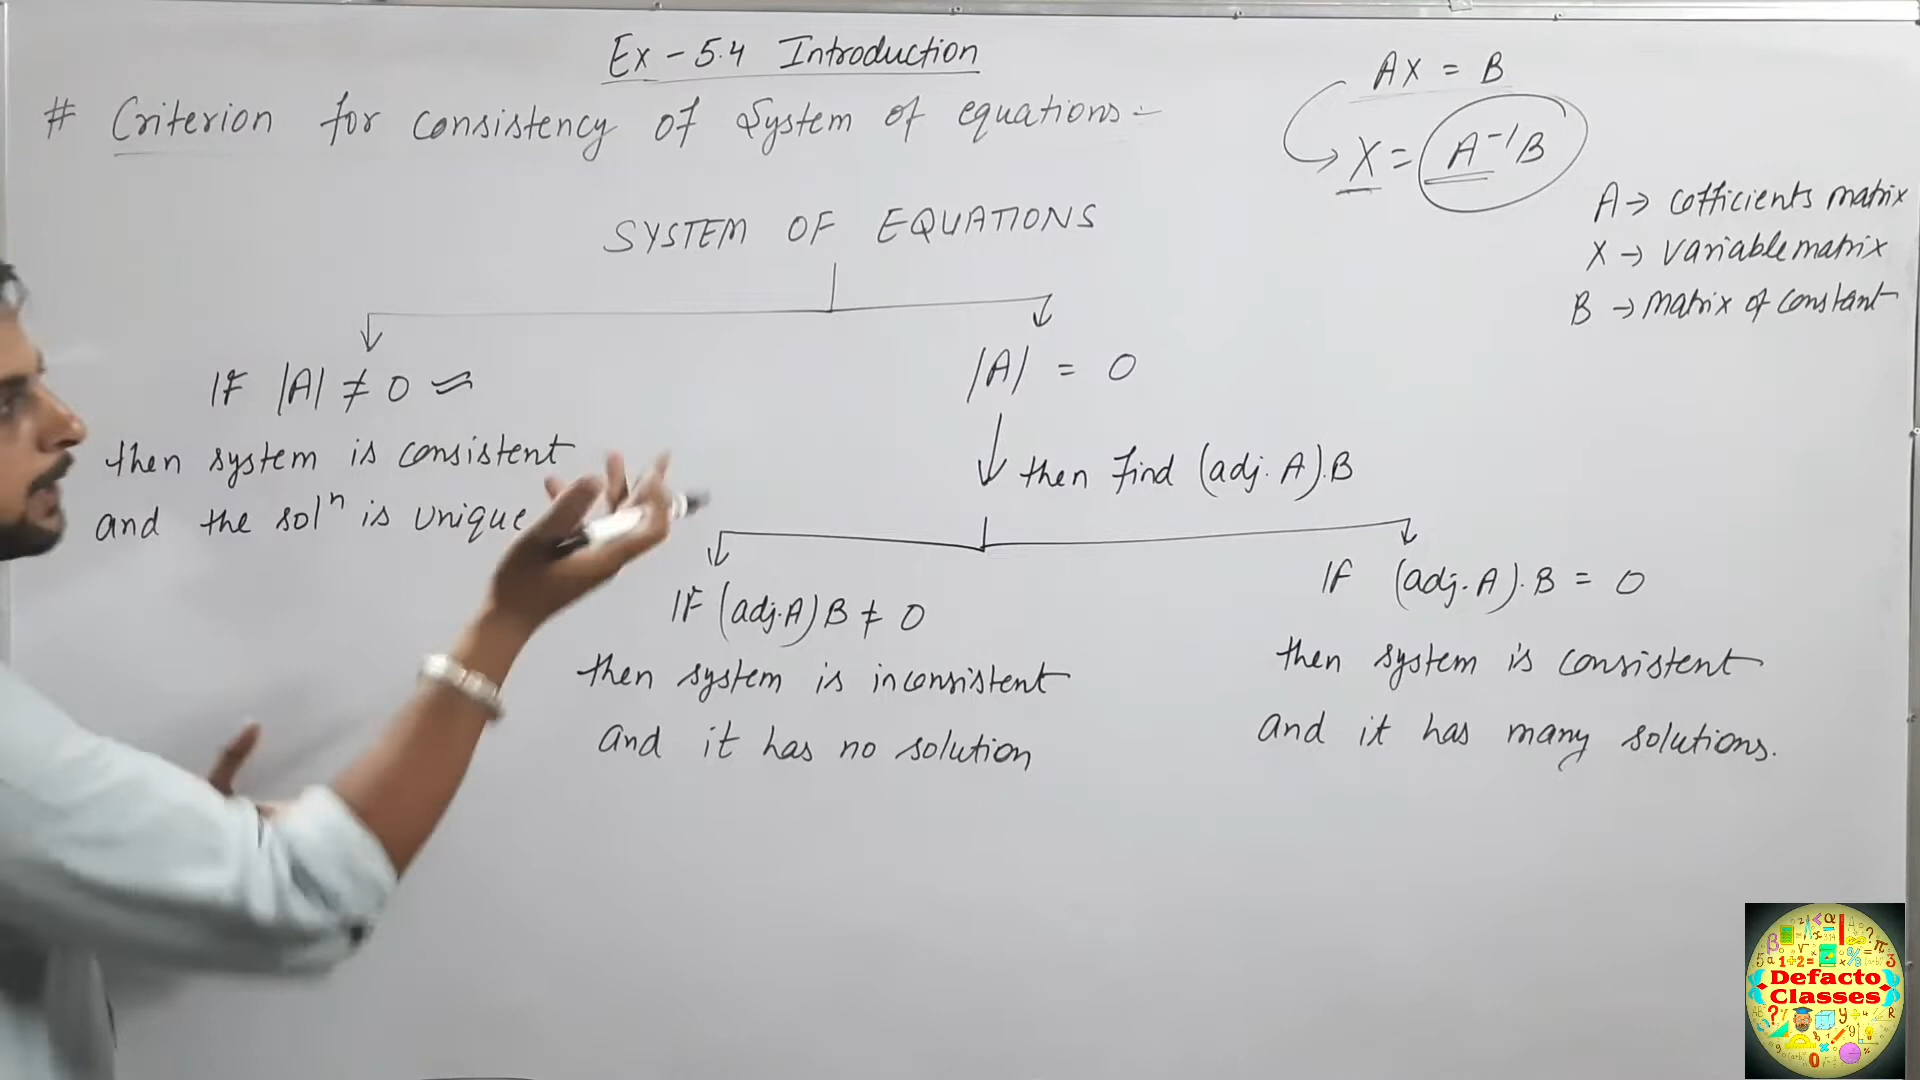 Ex - 5.4 Introduction
# Criterion for consistency of System of equations:-
AX = B
X = A⁻¹B
A → cofficients matrix
X → variable matrix
B → matrix of constant
SYSTEM OF EQUATIONS
IF |A| ≠ 0
then system is consistent
and the solⁿ is unique
|A| = 0
then find (adj. A).B
IF (adj.A) B ≠ 0
then system is inconsistent
and it has no solution
IF (adj. A). B = 0
then system is consistent
and it has many solutions.
Defacto
Classes